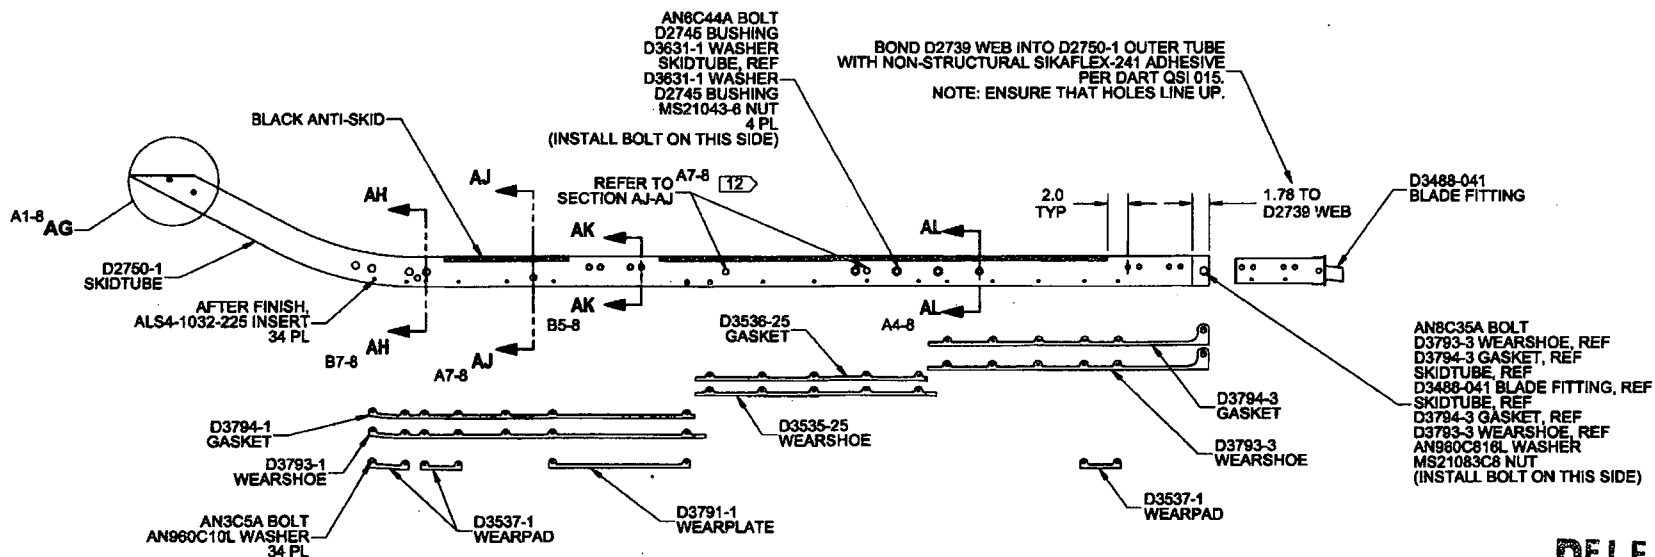 AN6C44A BOLT
D2745 BUSHING
D3631-1 WASHER
SKIDTUBE, REF
D3631-1 WASHER
D2745 BUSHING
MS21043-6 NUT
4 PL
(INSTALL BOLT ON THIS SIDE)
BOND D2739 WEB INTO D2750-1 OUTER TUBE
WITH NON-STRUCTURAL SIKAFLEX-241 ADHESIVE
PER DART QSI 015.
NOTE: ENSURE THAT HOLES LINE UP.
BLACK ANTI-SKID
REFER TO
SECTION AJ-AJ
A7-8
12
AH
AJ
AK
AL
2.0
TYP
1.78 TO
D2739 WEB
D3488-041
BLADE FITTING
A1-8
AG
D2750-1
SKIDTUBE
AFTER FINISH,
ALS4-1032-225 INSERT
34 PL
AH
B7-8
AJ
A7-8
B5-8
AK
AL
A4-8
D3536-25
GASKET
D3535-25
WEARSHOE
D3794-3
GASKET
D3793-3
WEARSHOE
AN8C35A BOLT
D3793-3 WEARSHOE, REF
D3794-3 GASKET, REF
SKIDTUBE, REF
D3488-041 BLADE FITTING, REF
SKIDTUBE, REF
D3794-3 GASKET, REF
D3793-3 WEARSHOE, REF
AN960C816L WASHER
MS21083C8 NUT
(INSTALL BOLT ON THIS SIDE)
D3794-1
GASKET
D3793-1
WEARSHOE
AN3C5A BOLT
AN960C10L WASHER
34 PL
D3537-1
WEARPAD
D3791-1
WEARPLATE
D3537-1
WEARPAD